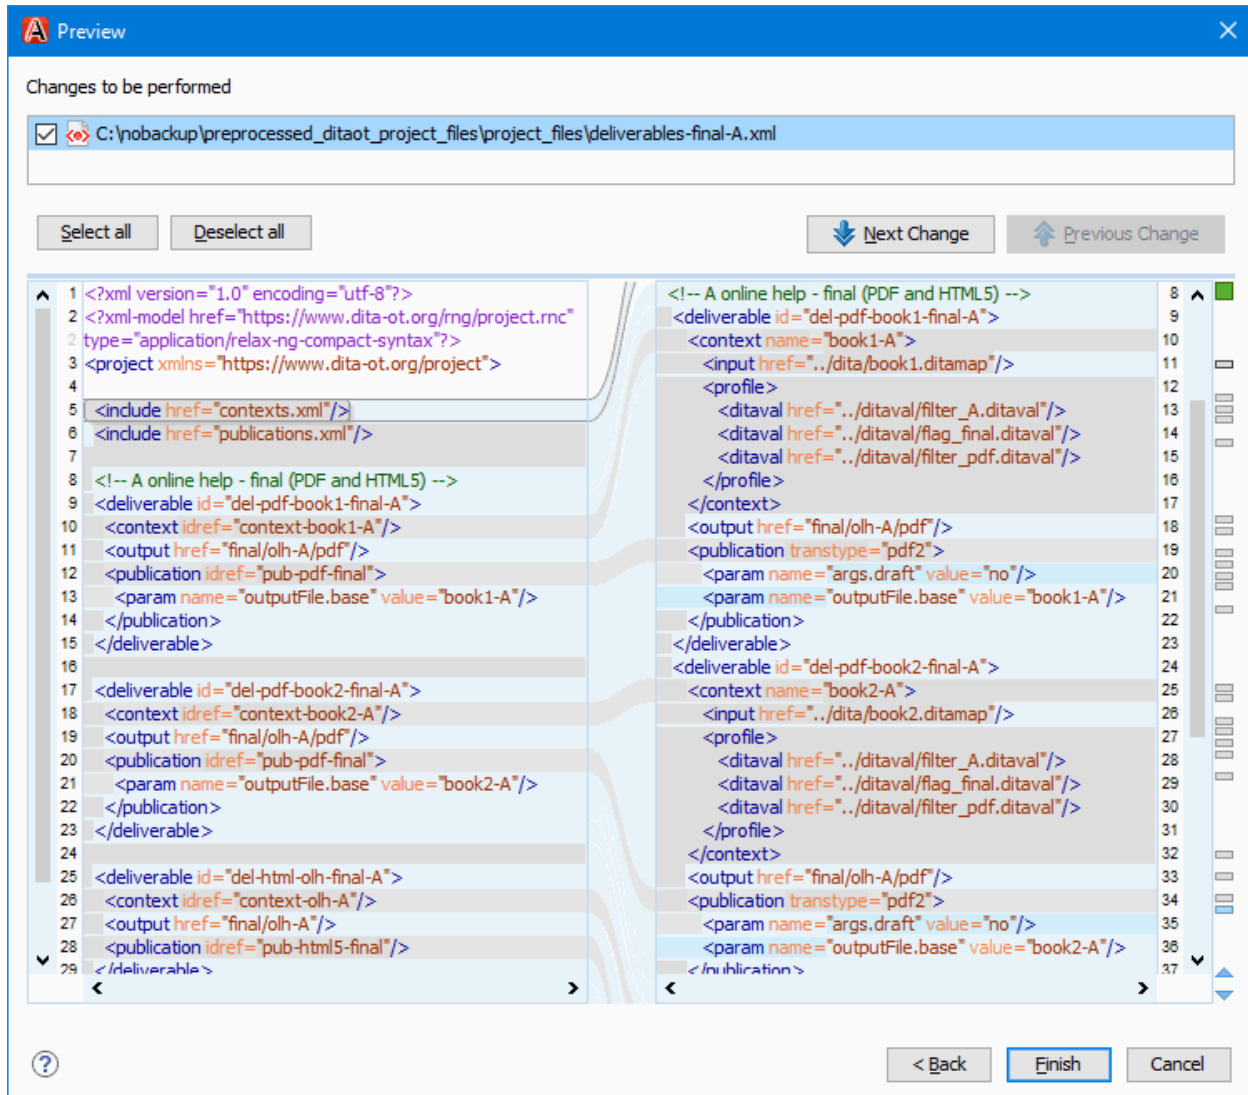 Preview
Changes to be performed
C:\nobackup\preprocessed_ditaot_project_files\project_files\deliverables-final-A.xml
Select all
Deselect all
Next Change
Previous Change
1 <?xml version="1.0" encoding="utf-8"?>
2 <?xml-model href="https://www.dita-ot.org/rng/project.rnc"
2 type="application/relax-ng-compact-syntax"?>
3 <project xmlns="https://www.dita-ot.org/project">
4
5 <include href="contexts.xml"/>
6 <include href="publications.xml"/>
7
8 <!-- A online help - final (PDF and HTML5) -->
9 <deliverable id="del-pdf-book1-final-A">
10 <context idref="context-book1-A"/>
11 <output href="final/olh-A/pdf"/>
12 <publication idref="pub-pdf-final">
13 <param name="outputFile.base" value="book1-A"/>
14 </publication>
15 </deliverable>
16
17 <deliverable id="del-pdf-book2-final-A">
18 <context idref="context-book2-A"/>
19 <output href="final/olh-A/pdf"/>
20 <publication idref="pub-pdf-final">
21 <param name="outputFile.base" value="book2-A"/>
22 </publication>
23 </deliverable>
24
25 <deliverable id="del-html-olh-final-A">
26 <context idref="context-olh-A"/>
27 <output href="final/olh-A"/>
28 <publication idref="pub-html5-final"/>
29 </deliverable>
<!-- A online help - final (PDF and HTML5) --> 8
<deliverable id="del-pdf-book1-final-A"> 9
<context name="book1-A"> 10
<input href="../dita/book1.ditamap"/> 11
<profile> 12
<ditaval href="../ditaval/filter_A.ditaval"/> 13
<ditaval href="../ditaval/flag_final.ditaval"/> 14
<ditaval href="../ditaval/filter_pdf.ditaval"/> 15
</profile> 16
</context> 17
<output href="final/olh-A/pdf"/> 18
<publication transtype="pdf2"> 19
<param name="args.draft" value="no"/> 20
<param name="outputFile.base" value="book1-A"/> 21
</publication> 22
</deliverable> 23
<deliverable id="del-pdf-book2-final-A"> 24
<context name="book2-A"> 25
<input href="../dita/book2.ditamap"/> 26
<profile> 27
<ditaval href="../ditaval/filter_A.ditaval"/> 28
<ditaval href="../ditaval/flag_final.ditaval"/> 29
<ditaval href="../ditaval/filter_pdf.ditaval"/> 30
</profile> 31
</context> 32
<output href="final/olh-A/pdf"/> 33
<publication transtype="pdf2"> 34
<param name="args.draft" value="no"/> 35
<param name="outputFile.base" value="book2-A"/> 36
</publication> 37
?
< Back
Finish
Cancel